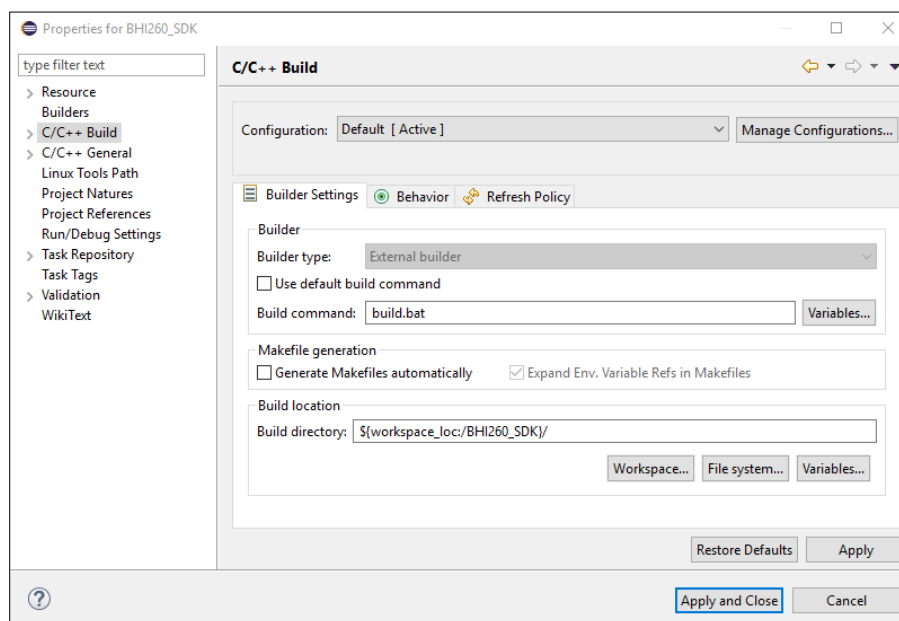 Properties for BHI260_SDK
type filter text
Resource
Builders
C/C++ Build
C/C++ General
Linux Tools Path
Project Natures
Project References
Run/Debug Settings
Task Repository
Task Tags
Validation
WikiText
C/C++ Build
Configuration: Default [ Active ] Manage Configurations...
Builder Settings Behavior Refresh Policy
Builder
Builder type: External builder
Use default build command
Build command: build.bat Variables...
Makefile generation
Generate Makefiles automatically Expand Env. Variable Refs in Makefiles
Build location
Build directory: ${workspace_loc:/BHI260_SDK}/
Workspace... File system... Variables...
Restore Defaults Apply
? Apply and Close Cancel